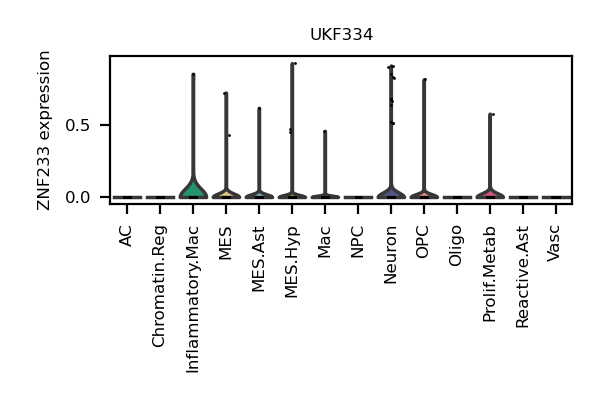 UKF334
ZNF233 expression
0.5
0.0
AC
Chromatin.Reg
Inflammatory.Mac
MES
MES.Ast
MES.Hyp
Mac
NPC
Neuron
OPC
Oligo
Prolif.Metab
Reactive.Ast
Vasc